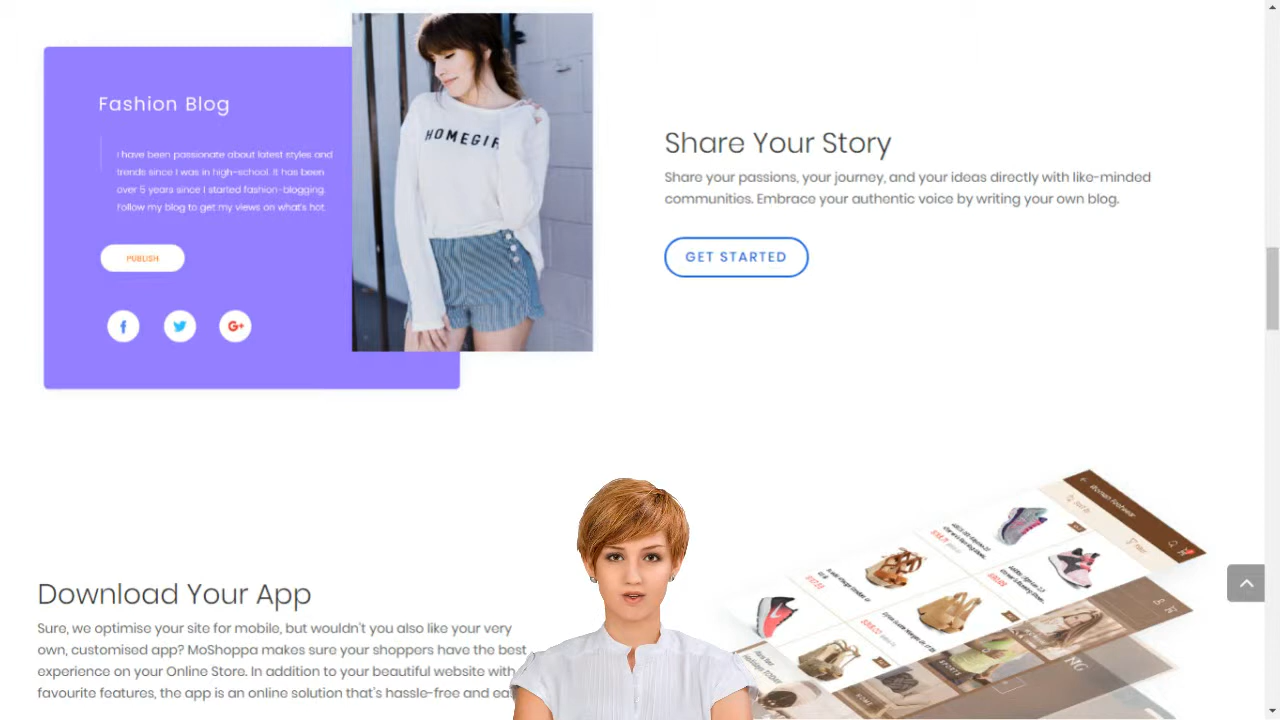 Fashion Blog
I have been passionate about latest styles and
trends since I was in high-school. It has been
over 5 years since I started fashion-blogging.
Follow my blog to get my views on what's hot.
PUBLISH
f
G+
HOMEGIR
Share Your Story
Share your passions, your journey, and your ideas directly with like-minded
communities. Embrace your authentic voice by writing your own blog.
GET STARTED
Download Your App
Sure, we optimise your site for mobile, but wouldn't you also like your very
own, customised app? MoShoppa makes sure your shoppers have the best
experience on your Online Store. In addition to your beautiful website with
favourite features, the app is an online solution that's hassle-free and
Women Footwear